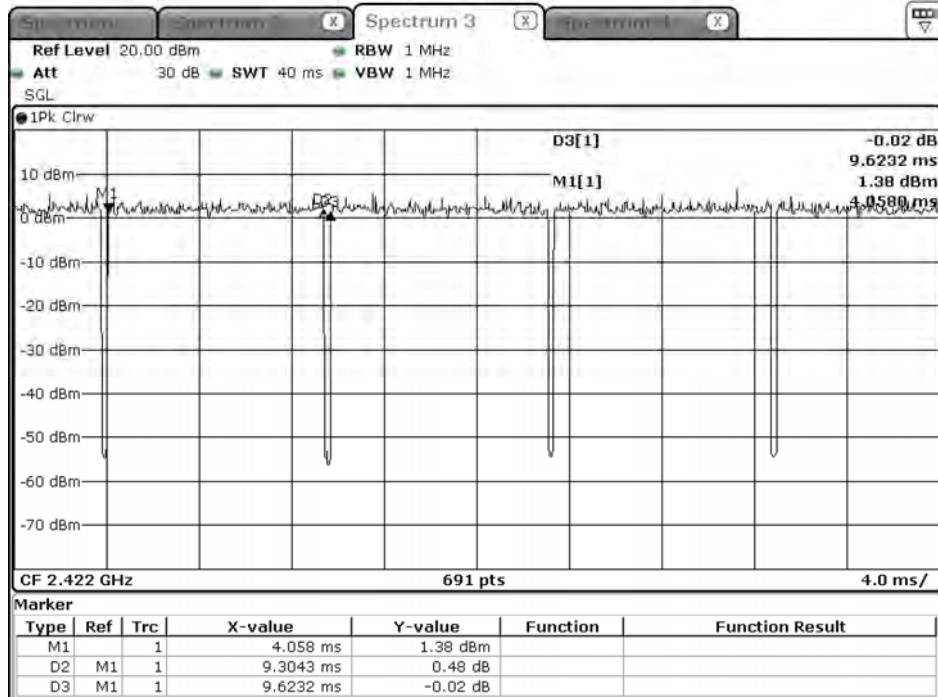 Spectrum 3
Ref Level 20.00 dBm RBW 1 MHz
Att 30 dB SWT 40 ms VBW 1 MHz
SGL
1Pk Clrw
D3[1] -0.02 dB
9.6232 ms
10 dBm
M1[1] 1.38 dBm
M1
4.0580 ms
0 dBm
-10 dBm
-20 dBm
-30 dBm
-40 dBm
-50 dBm
-60 dBm
-70 dBm
CF 2.422 GHz 691 pts 4.0 ms/
Marker
Type Ref Trc X-value Y-value Function Function Result
M1 1 4.058 ms 1.38 dBm
D2 M1 1 9.3043 ms 0.48 dB
D3 M1 1 9.6232 ms -0.02 dB